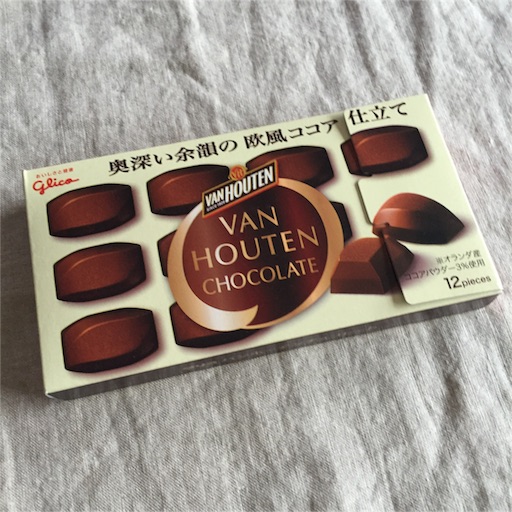 奥深い余韻の 欧風ココア仕立て
おいしさと健康
Glico
VAN HOUTEN
VAN
HOUTEN
CHOCOLATE
※オランダ産
ココアパウダー3%使用
12pieces